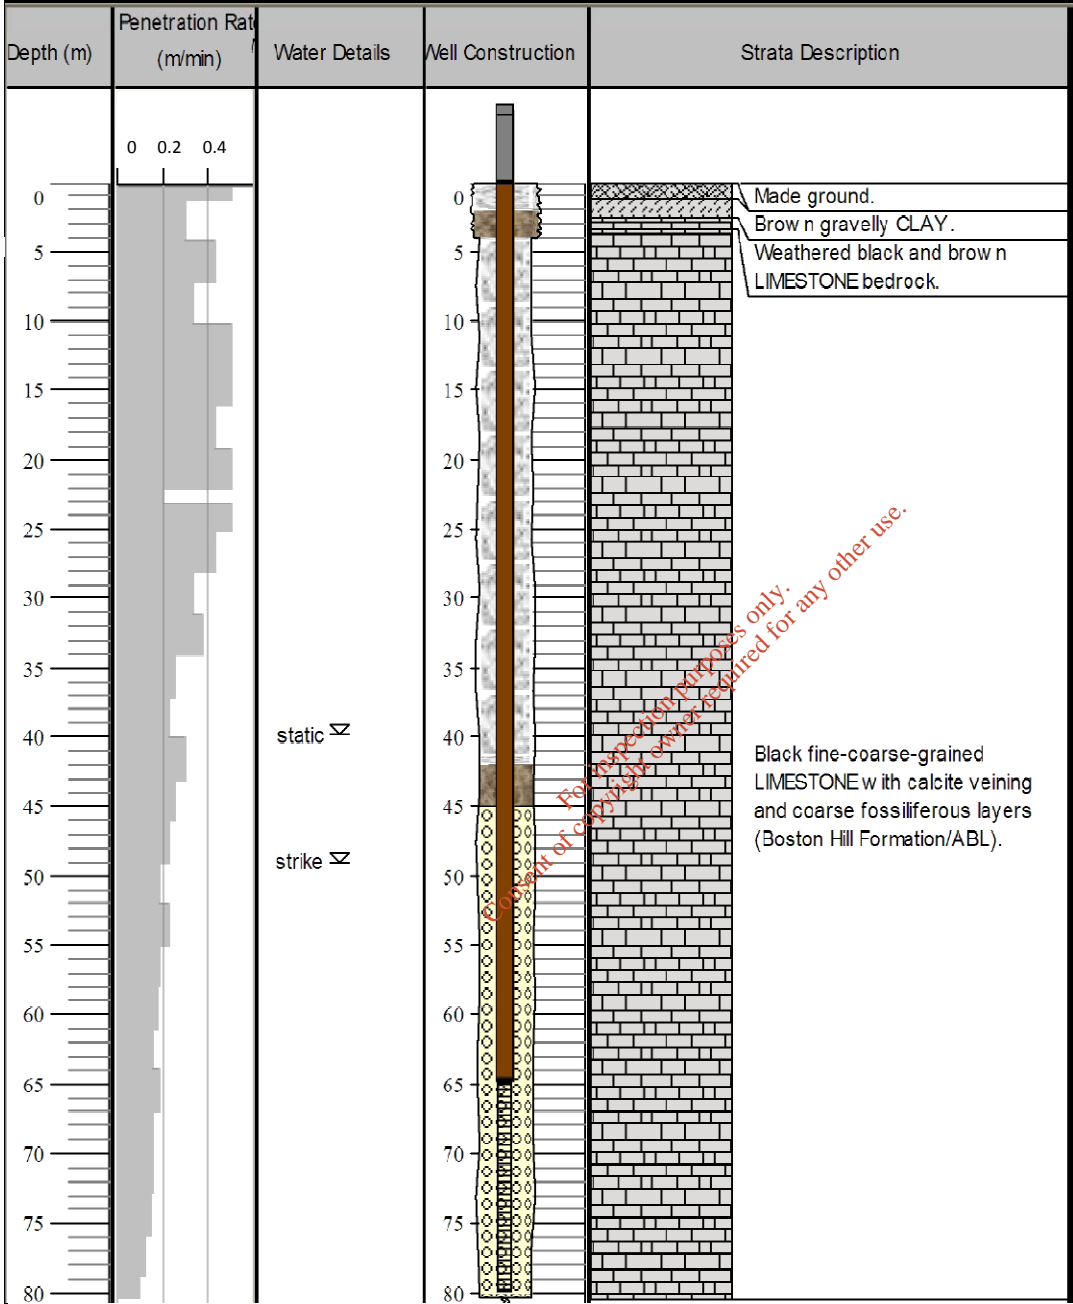 Depth (m)
Penetration Rat
(m/min)
Water Details
Well Construction
Strata Description
0 0.2 0.4
0
5
10
15
20
25
30
35
40
45
50
55
60
65
70
75
80
static
strike
0
5
10
15
20
25
30
35
40
45
50
55
60
65
70
75
80
Made ground.
Brown gravelly CLAY.
Weathered black and brown
LIMESTONE bedrock.
Black fine-coarse-grained
LIMESTONE with calcite veining
and coarse fossiliferous layers
(Boston Hill Formation/ABL).
For inspection purposes only.
Consent of copyright owner required for any other use.